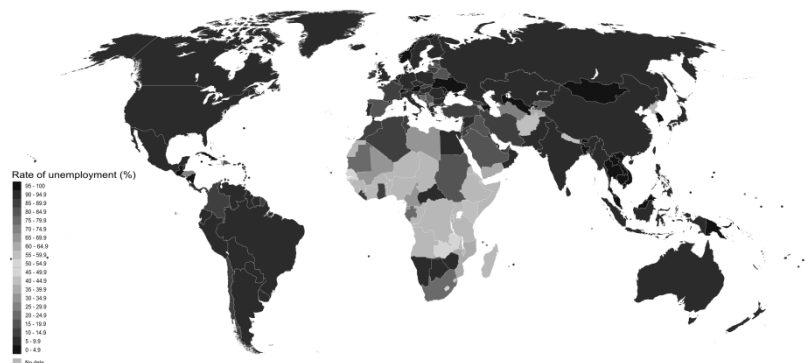 Rate of unemployment (%)
95 - 100
90 - 94.9
85 - 89.9
80 - 84.9
75 - 79.9
70 - 74.9
65 - 69.9
60 - 64.9
55 - 59.9
50 - 54.9
45 - 49.9
40 - 44.9
35 - 39.9
30 - 34.9
25 - 29.9
20 - 24.9
15 - 19.9
10 - 14.9
5 - 9.9
0 - 4.9
No data